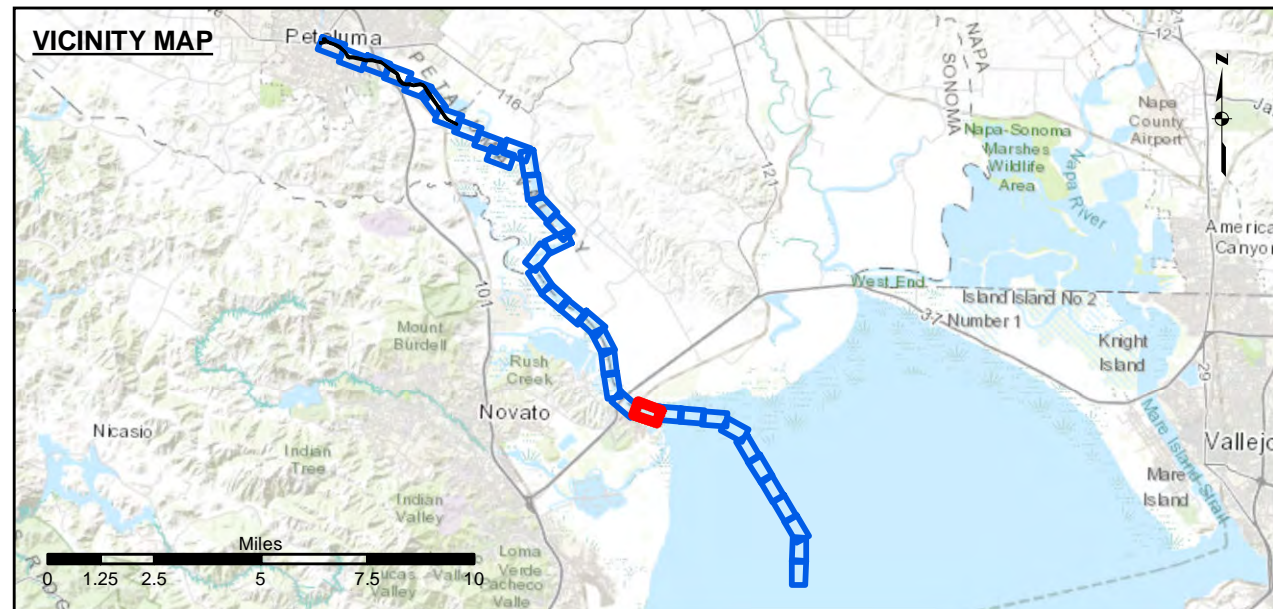 VICINITY MAP
Petaluma
116
NAPA
SONOMA
12
Napa
County
Airport
Napa-Sonoma
Marshes
Wildlife
Area
Napa
River
121
America
Canyon
West End
Island Island No 2
Number 1
37
Knight
Island
29
101
Mount
Burdell
Rush
Creek
Novato
Nicasio
Indian
Tree
Indian
Valley
Mare Island Strait
Mare
Island
Vallejo
Loma
Verde
Pacheco
Valle
Lucas
Valley
Miles
0 1.25 2.5 5 7.5 10